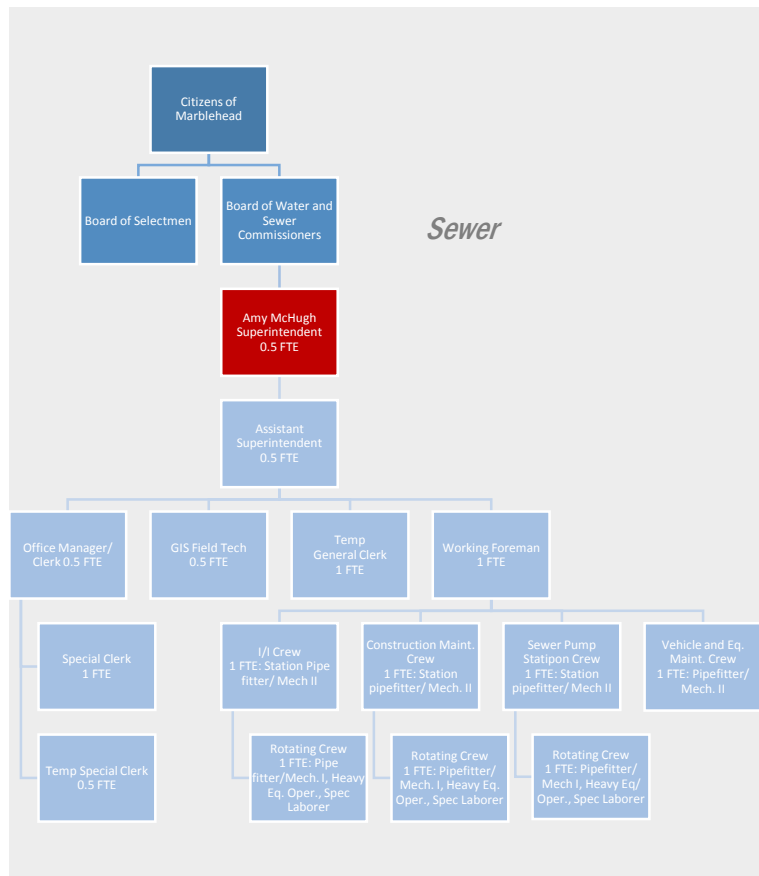 Citizens of
Marblehead
Board of Selectmen
Board of Water and
Sewer
Commissioners
Sewer
Amy McHugh
Superintendent
0.5 FTE
Assistant
Superintendent
0.5 FTE
Office Manager/
Clerk 0.5 FTE
GIS Field Tech
0.5 FTE
Temp
General Clerk
1 FTE
Working Foreman
1 FTE
Special Clerk
1 FTE
I/I Crew
1 FTE: Station Pipe
fitter/ Mech II
Construction Maint.
Crew
1 FTE: Station
pipefitter/ Mech. II
Sewer Pump
Statipon Crew
1 FTE: Station
pipefitter/ Mech II
Vehicle and Eq.
Maint. Crew
1 FTE: Pipefitter/
Mech. II
Temp Special Clerk
0.5 FTE
Rotating Crew
1 FTE: Pipe
fitter/Mech. I, Heavy
Eq. Oper., Spec
Laborer
Rotating Crew
1 FTE: Pipefitter/
Mech. I, Heavy Eq.
Oper., Spec Laborer
Rotating Crew
1 FTE: Pipefitter/
Mech I, Heavy Eq/
Oper., Spec Laborer